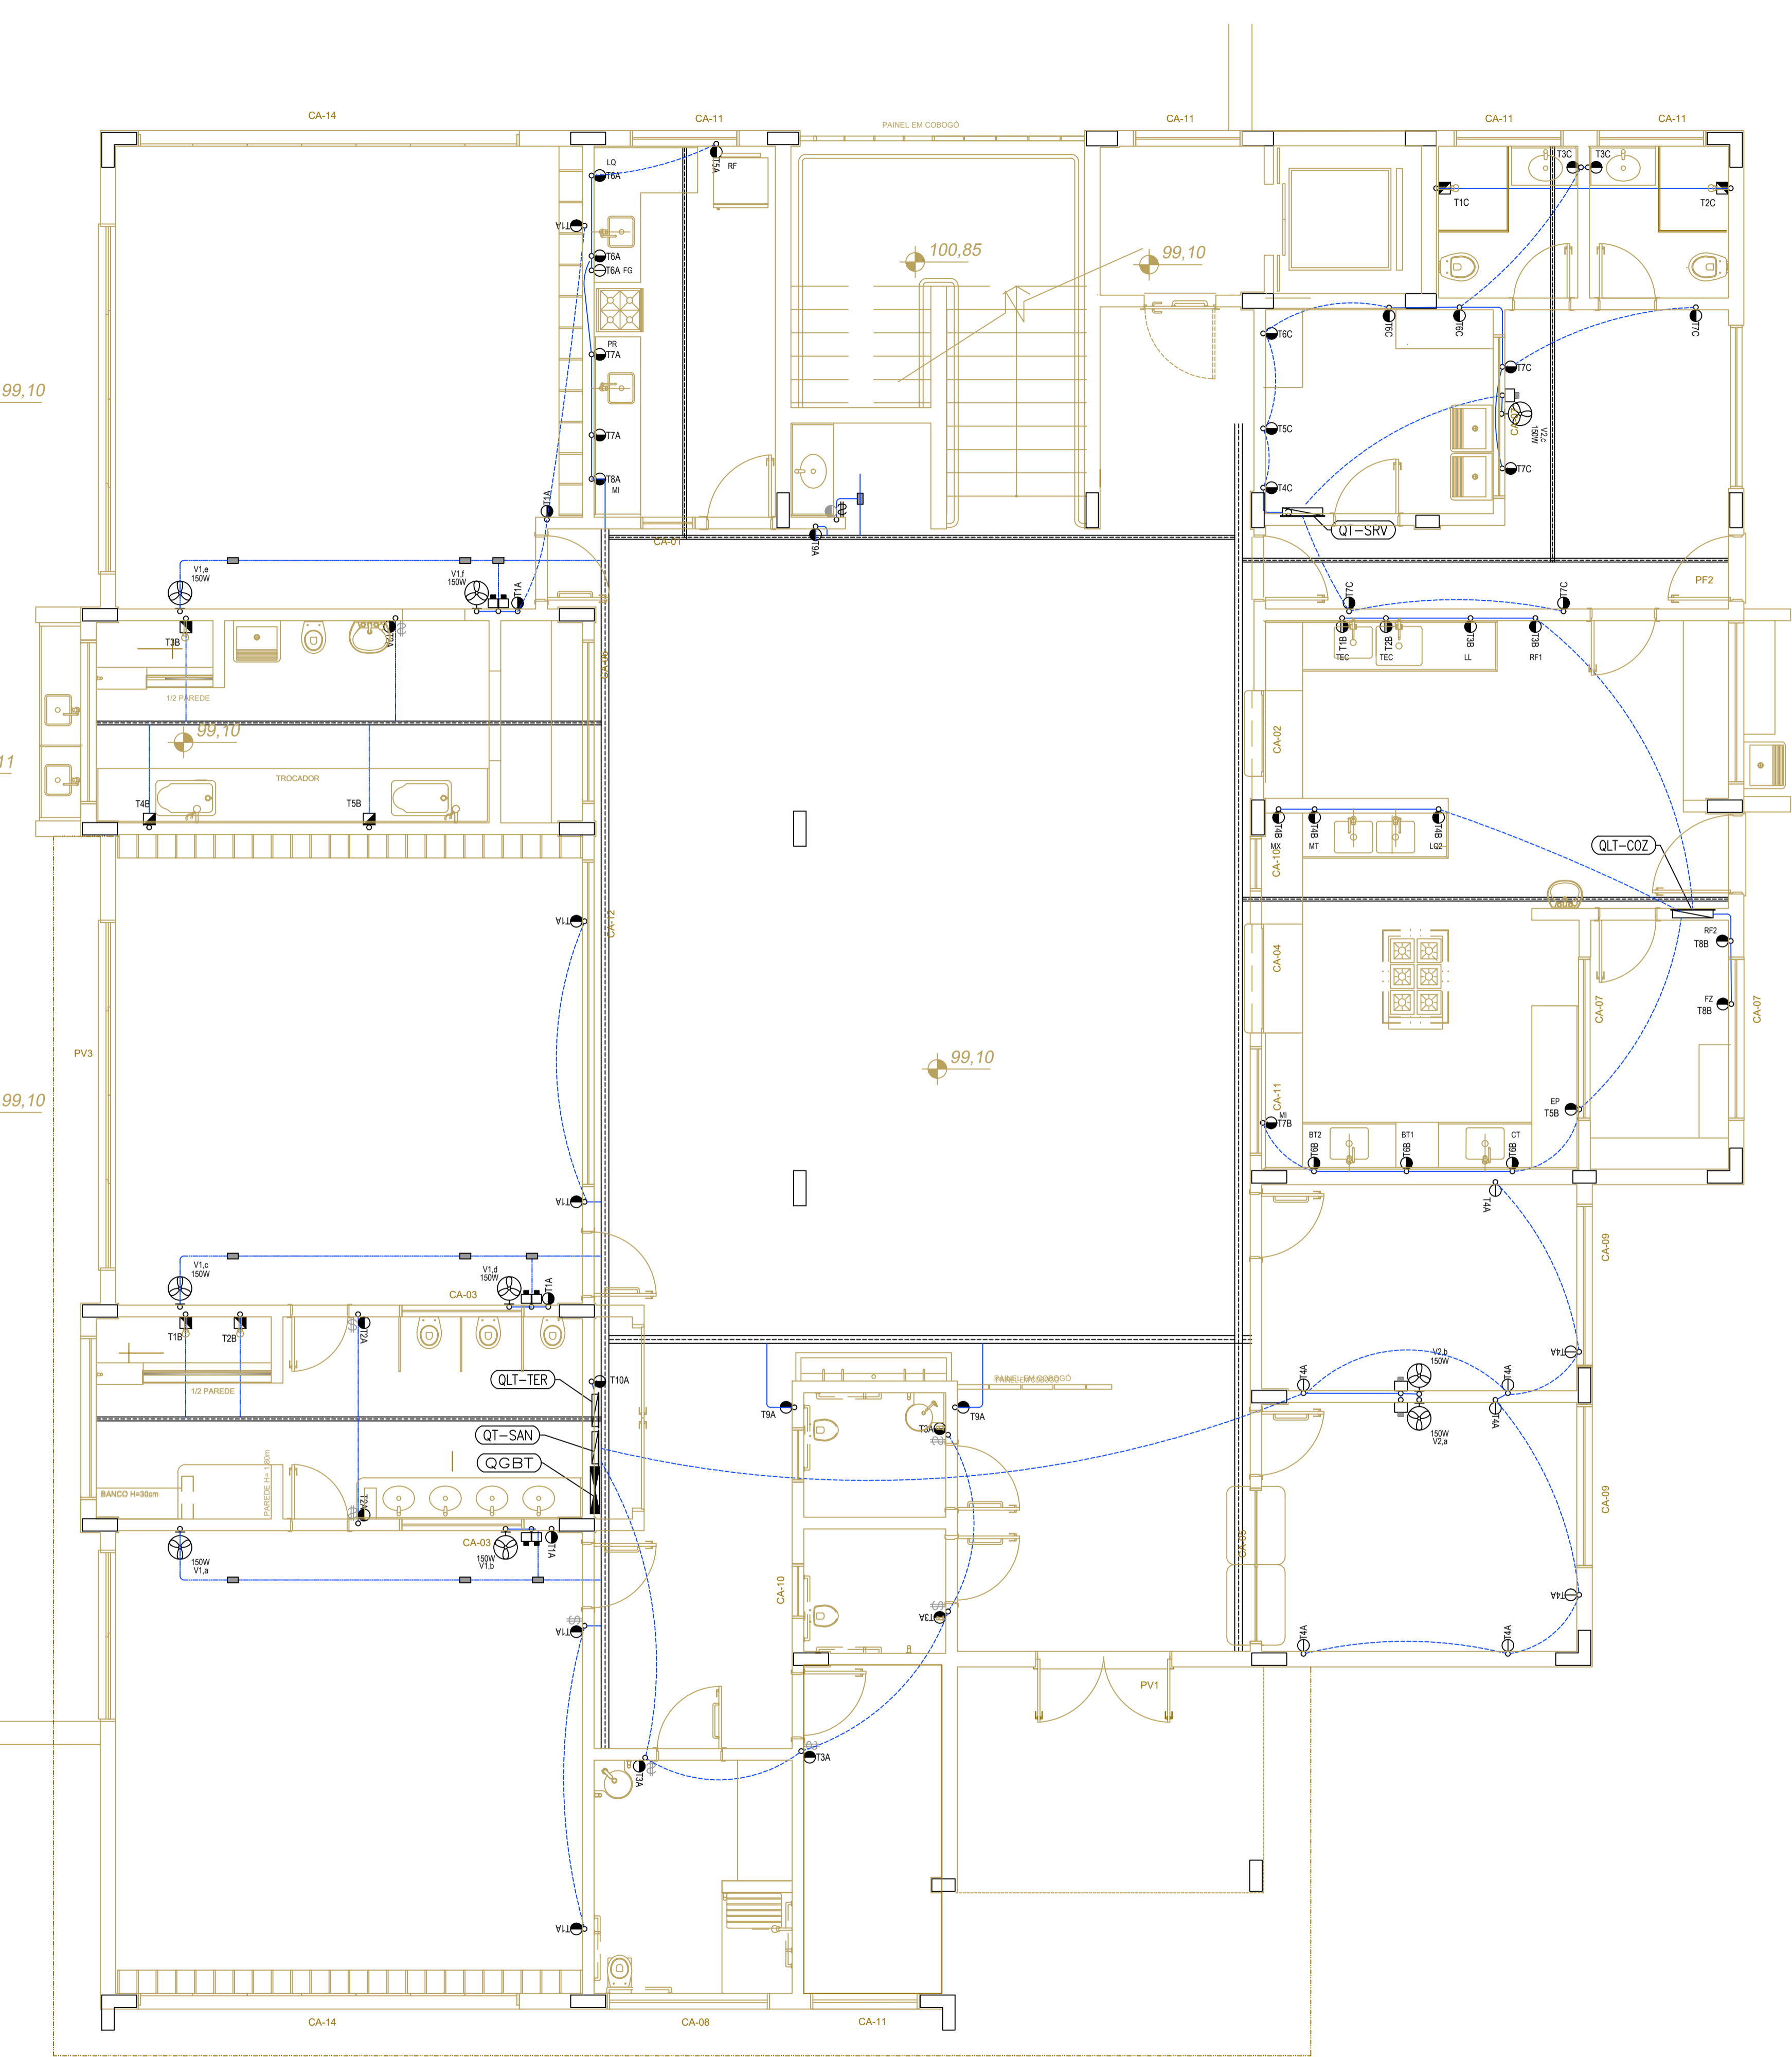 CA-14
CA-11
PAINEL EM COBOGÓ
CA-11
CA-11
CA-11
LQ
T5A
RF
T6A
T3C
T3C
T1C
T2C
T1A
100,85
99,10
T6A
T6A FG
T6C
T6C
T6C
T7C
PR
T7A
T7C
99,10
V2,c
150W
T7A
T5C
T7C
T8A
MI
T4C
T1A
QT-SRV
CA-01
T9A
V1,e
150W
V1,f
150W
T1A
T7C
T7C
PF2
T3B
T2A
T1B
T2B
T3B
T3B
TEC
TEC
LL
RF1
1/2 PAREDE
99,10
CA-02
11
TROCADOR
T4B
T5B
T4B
T4B
T4B
MX
MT
LQ2
QLT-COZ
CA-10
T1A
CA-12
RF2
T8B
CA-04
FZ
T8B
CA-07
CA-07
PV3
99,10
99,10
CA-11
EP
T5B
MI
T7B
BT2
BT1
CT
T6B
T6B
T6B
T1A
T4A
CA-09
V1,c
150W
V1,d
150W
T1A
CA-03
T1B
T2B
T2A
T4A
V2,b
150W
PAINEL EM COBOGÓ
QLT-TER
T10A
1/2 PAREDE
T4A
T4A
T9A
T9A
T4A
150W
V2,a
T3A
QT-SAN
QGBT
PAREDE H= 1,80m
BANCO H=30cm
T2A
CA-09
150W
V1,a
CA-03
150W
V1,b
T1A
CA-10
T4A
T1A
T3A
T4A
T4A
PV1
T3A
T3A
T1A
CA-14
CA-08
CA-11